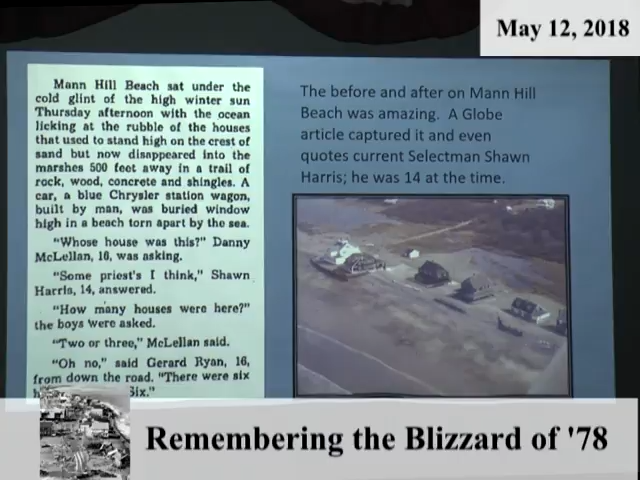 May 12, 2018
Mann Hill Beach sat under the
cold glint of the high winter sun
Thursday afternoon with the ocean
licking at the rubble of the houses
that used to stand high on the crest of
sand but now disappeared into the
marshes 500 feet away in a trail of
rock, wood, concrete and shingles. A
car, a blue Chrysler station wagon,
built by man, was buried window
high in a beach torn apart by the sea.
"Whose house was this?" Danny
McLellan, 16, was asking.
"Some priest's I think," Shawn
Harris, 14, answered.
"How many houses were here?"
the boys were asked.
"Two or three," McLellan said.
"Oh no," said Gerard Ryan, 16,
from down the road. "There were six
Six."
The before and after on Mann Hill
Beach was amazing. A Globe
article captured it and even
quotes current Selectman Shawn
Harris; he was 14 at the time.
Remembering the Blizzard of '78